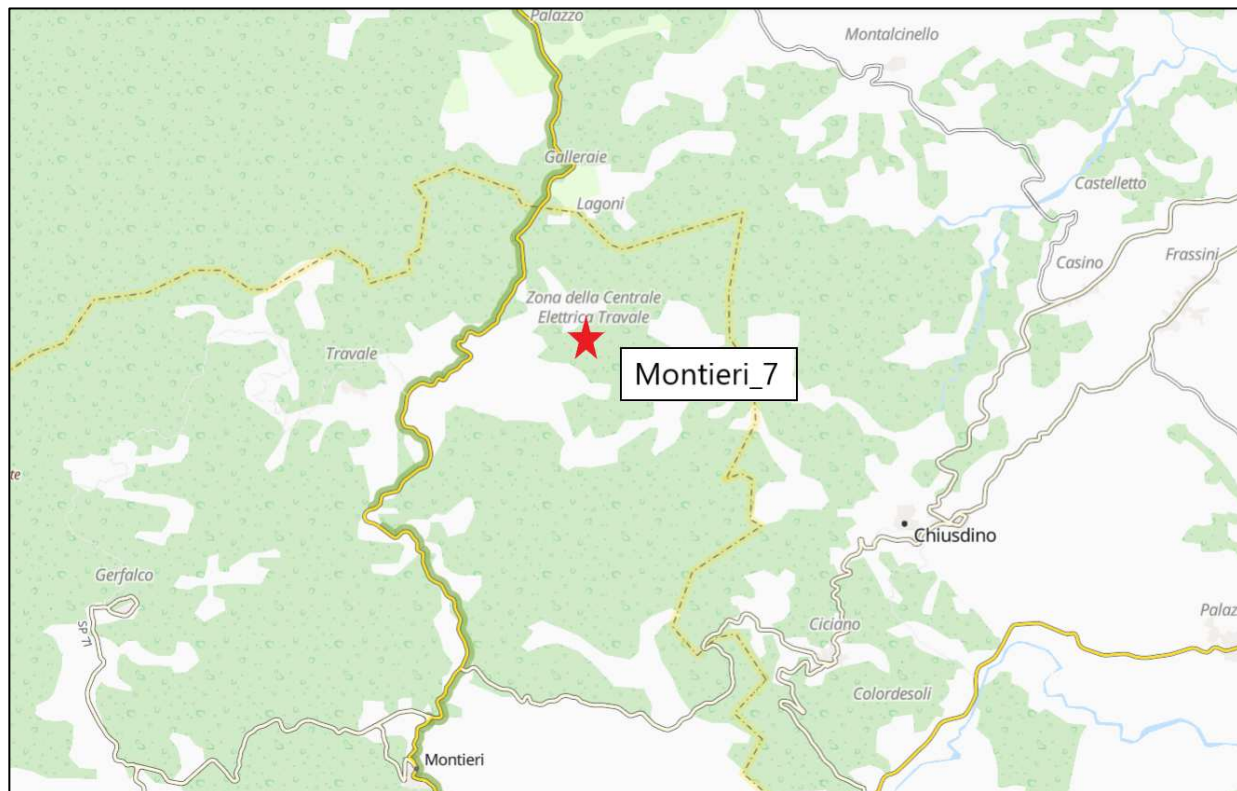 Palazzo
Montalcinello
Galleraie
Castelletto
Lagoni
Frassini
Casino
Zona della Centrale
Elettrica Travale
Travale
Montieri_7
te
Chiusdino
Gerfalco
Palaz
SP 71
Ciciano
Colordesoli
Montieri